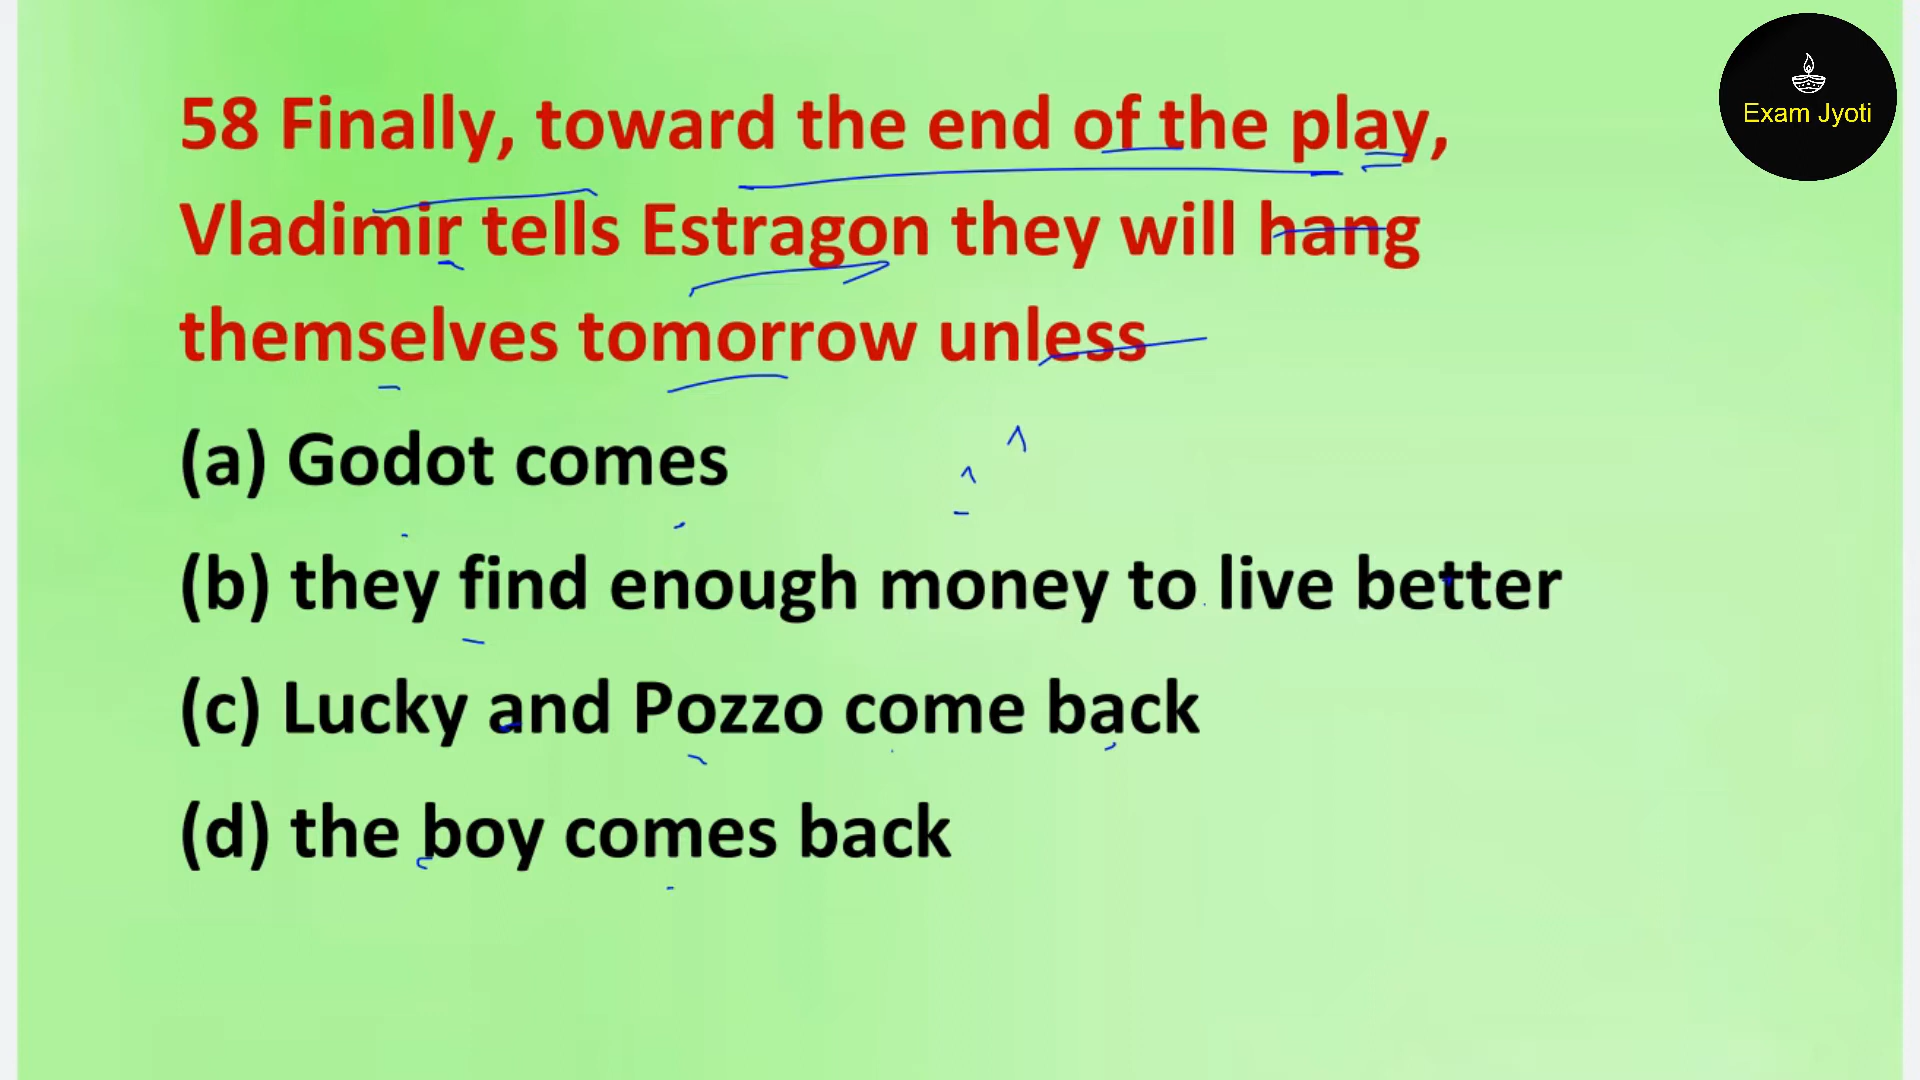 58 Finally, toward the end of the play,
Vladimir tells Estragon they will hang
themselves tomorrow unless
(a) Godot comes
(b) they find enough money to live better
(c) Lucky and Pozzo come back
(d) the boy comes back
Exam Jyoti